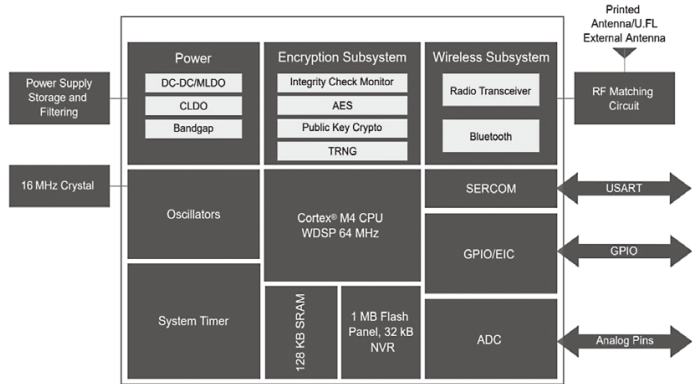 Printed
Antenna/U.FL
External Antenna
Power
Encryption Subsystem
Wireless Subsystem
Power Supply
Storage and
Filtering
DC-DC/MLDO
CLDO
Bandgap
Integrity Check Monitor
AES
Public Key Crypto
TRNG
Radio Transceiver
Bluetooth
RF Matching
Circuit
16 MHz Crystal
Oscillators
Cortex® M4 CPU
WDSP 64 MHz
SERCOM
USART
GPIO/EIC
GPIO
System Timer
128 KB SRAM
1 MB Flash
Panel, 32 kB
NVR
ADC
Analog Pins